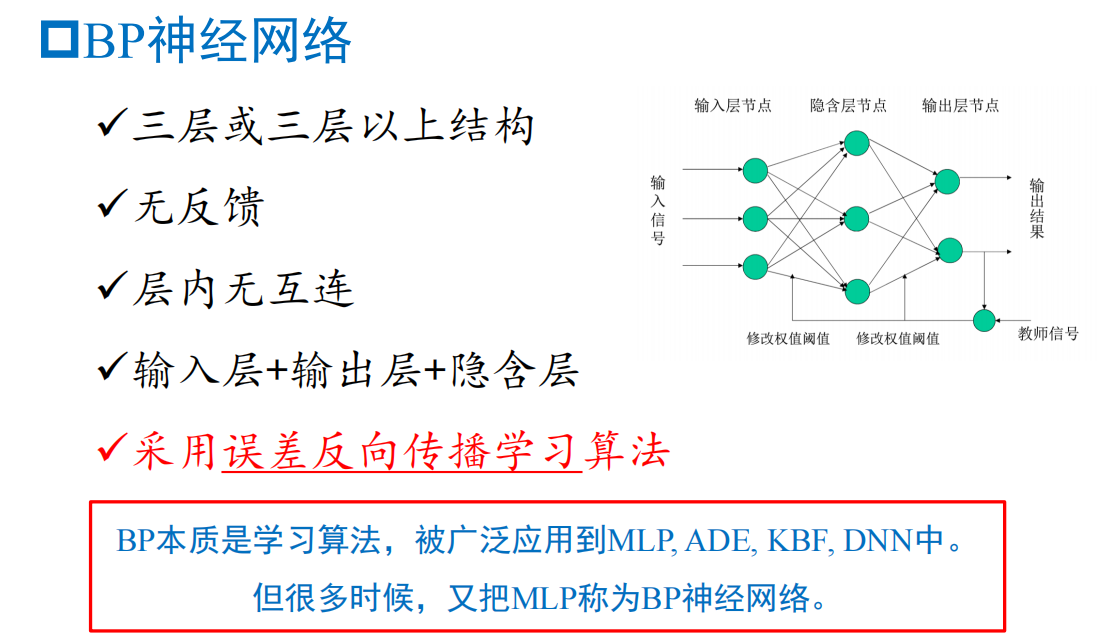 BP神经网络
三层或三层以上结构
无反馈
层内无互连
输入层+输出层+隐含层
采用误差反向传播学习算法
输入层节点 隐含层节点 输出层节点
输入信号
输出结果
修改权值阈值 修改权值阈值
教师信号
BP本质是学习算法，被广泛应用到MLP, ADE, KBF, DNN中。
但很多时候，又把MLP称为BP神经网络。